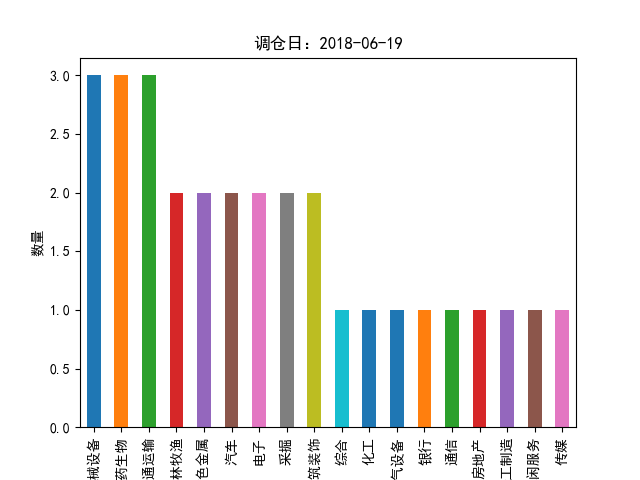 调仓日：2018-06-19
数量
3.0
2.5
2.0
1.5
1.0
0.5
0.0
械设备
药生物
通运输
林牧渔
色金属
汽车
电子
采掘
筑装饰
综合
化工
气设备
银行
通信
房地产
工制造
闲服务
传媒